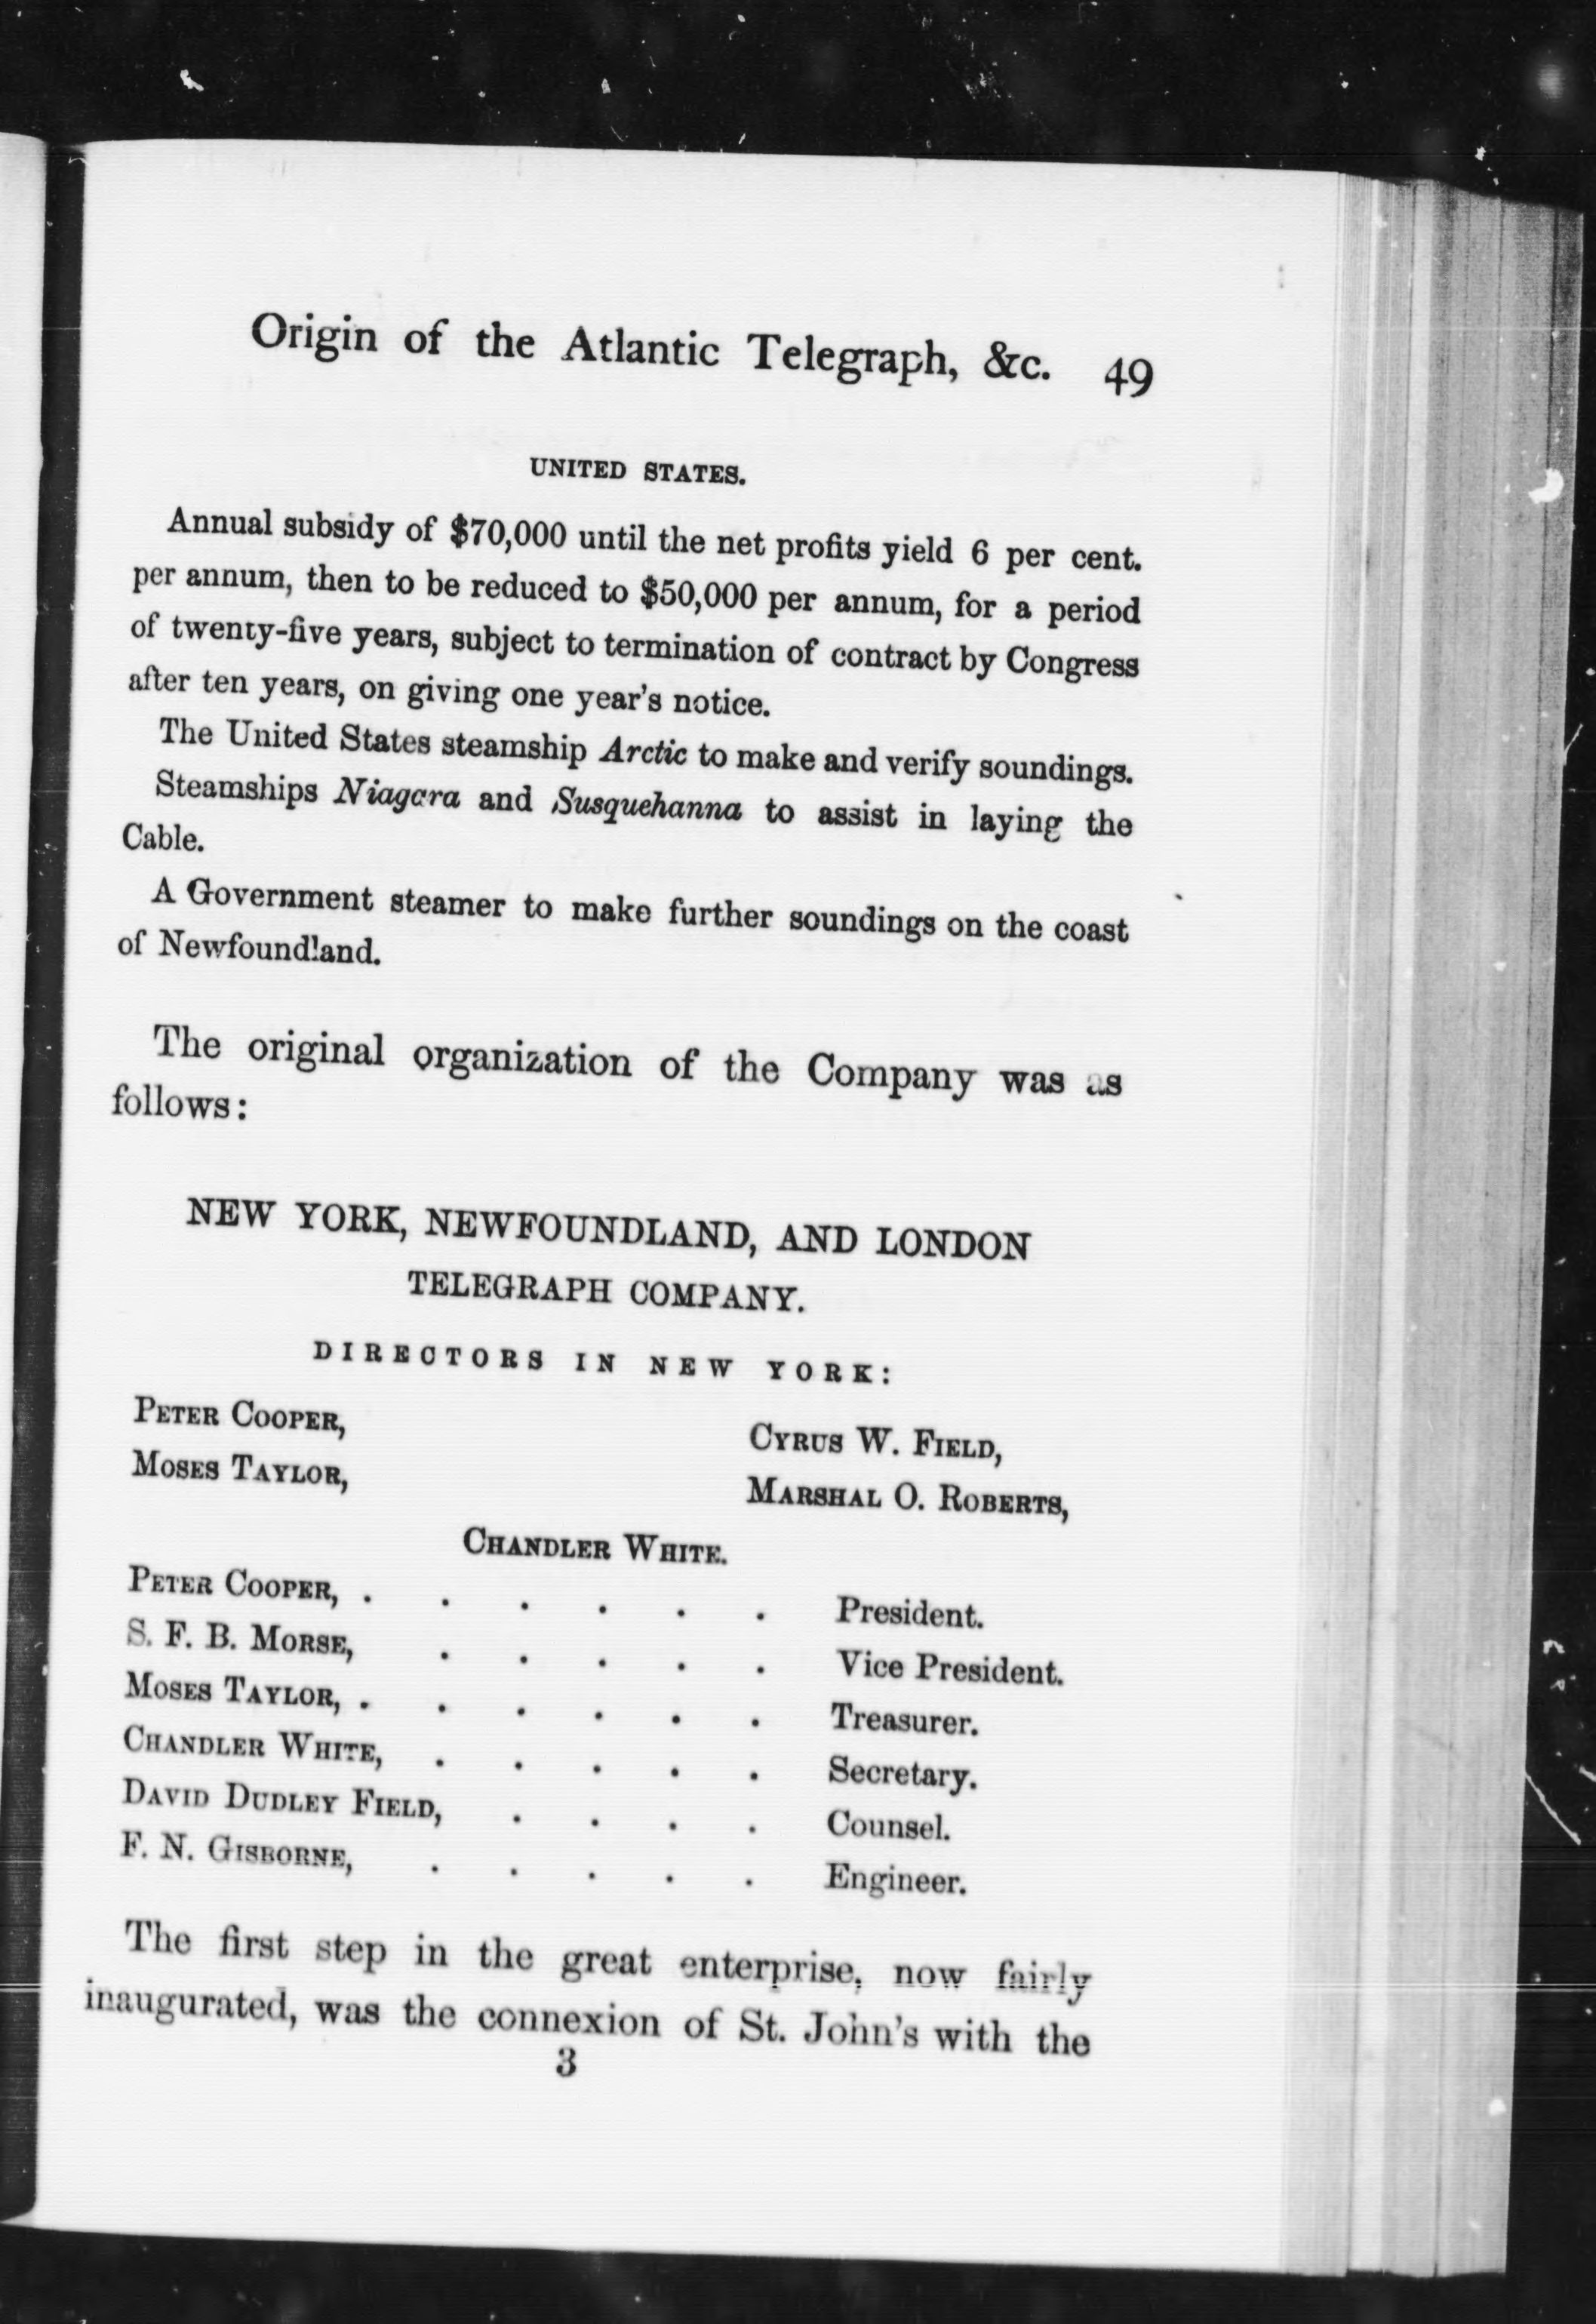 Origin of the Atlantic Telegraph, &c. 49
UNITED STATES.
Annual subsidy of $70,000 until the net profits yield 6 per cent.
per annum, then to be reduced to $50,000 per annum, for a period
of twenty-five years, subject to termination of contract by Congress
after ten years, on giving one year's notice.
The United States steamship Arctic to make and verify soundings.
Steamships Niagara and Susquehanna to assist in laying the
Cable.
A Government steamer to make further soundings on the coast
of Newfoundland.
The original organization of the Company was as
follows:
NEW YORK, NEWFOUNDLAND, AND LONDON
TELEGRAPH COMPANY.
DIRECTORS IN NEW YORK:
PETER COOPER, CYRUS W. FIELD,
MOSES TAYLOR, MARSHAL O. ROBERTS,
CHANDLER WHITE.
PETER COOPER, . . . . . . President.
S. F. B. MORSE, . . . . . Vice President.
MOSES TAYLOR, . . . . . . Treasurer.
CHANDLER WHITE, . . . . . Secretary.
DAVID DUDLEY FIELD, . . . . Counsel.
F. N. GISBORNE, . . . . . Engineer.
The first step in the great enterprise, now fairly
inaugurated, was the connexion of St. John's with the
3